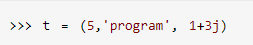 >>> t = (5,'program', 1+3j)